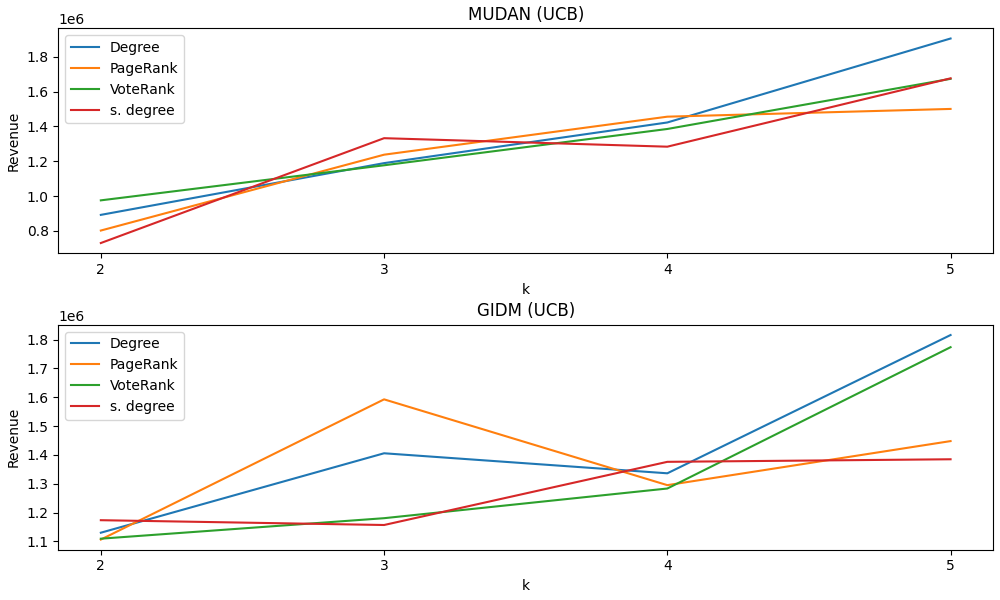 MUDAN (UCB)
1e6
Revenue
1.8
1.6
1.4
1.2
1.0
0.8
Degree
PageRank
VoteRank
s. degree
2 3 4 5
k
GIDM (UCB)
1e6
Revenue
1.8
1.7
1.6
1.5
1.4
1.3
1.2
1.1
Degree
PageRank
VoteRank
s. degree
2 3 4 5
k